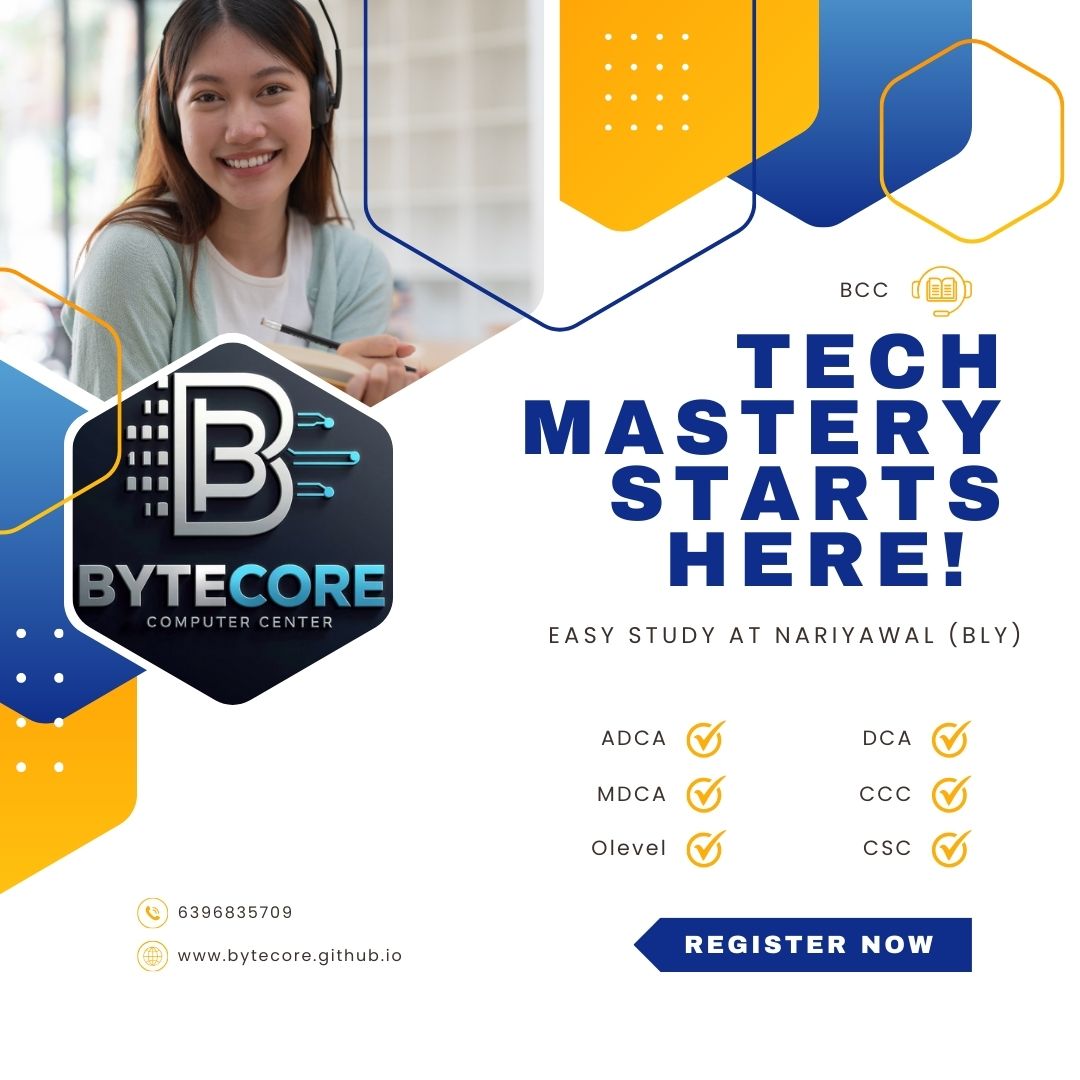 BCC
TECH
MASTERY
STARTS
HERE!
EASY STUDY AT NARIYAWAL (BLY)
B
BYTECORE
COMPUTER CENTER
ADCA
DCA
MDCA
CCC
Olevel
CSC
6396835709
www.bytecore.github.io
REGISTER NOW